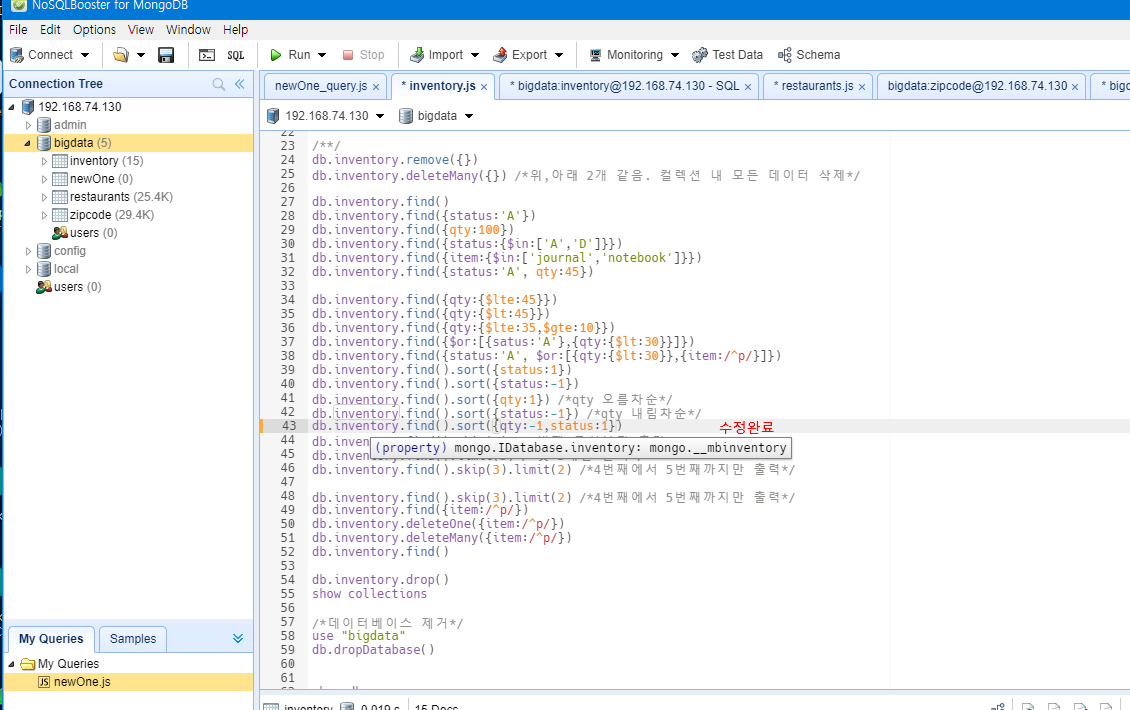 NoSQLBooster for MongoDB
File Edit Options View Window Help
Connect SQL Run Stop Import Export Monitoring Test Data Schema
Connection Tree
192.168.74.130
admin
bigdata (5)
inventory (15)
newOne (0)
restaurants (25.4K)
zipcode (29.4K)
users (0)
config
local
users (0)
My Queries Samples
My Queries
JS newOne.js
newOne_query.js × * inventory.js × * bigdata:inventory@192.168.74.130 - SQL × * restaurants.js × bigdata:zipcode@192.168.74.130 ×
192.168.74.130 bigdata
22
23 /**/
24 db.inventory.remove({})
25 db.inventory.deleteMany({}) /*위,아래 2개 같음. 컬렉션 내 모든 데이터 삭제*/
26
27 db.inventory.find()
28 db.inventory.find({status:'A'})
29 db.inventory.find({qty:100})
30 db.inventory.find({status:{$in:['A','D']}})
31 db.inventory.find({item:{$in:['journal','notebook']}})
32 db.inventory.find({status:'A', qty:45})
33
34 db.inventory.find({qty:{$lte:45}})
35 db.inventory.find({qty:{$lt:45}})
36 db.inventory.find({qty:{$lte:35,$gte:10}})
37 db.inventory.find({$or:[{satus:'A'},{qty:{$lt:30}}]})
38 db.inventory.find({status:'A', $or:[{qty:{$lt:30}},{item:/^p/}]})
39 db.inventory.find().sort({status:1})
40 db.inventory.find().sort({status:-1})
41 db.inventory.find().sort({qty:1}) /*qty 오름차순*/
42 db.inventory.find().sort({status:-1}) /*qty 내림차순*/
43 db.inventory.find().sort({qty:-1,status:1}) 수정완료
44
(property) mongo.IDatabase.inventory: mongo.__mbinventory
45
46 db.inventory.find().skip(3).limit(2) /*4번째에서 5번째까지만 출력*/
47
48 db.inventory.find().skip(3).limit(2) /*4번째에서 5번째까지만 출력*/
49 db.inventory.find({item:/^p/})
50 db.inventory.deleteOne({item:/^p/})
51 db.inventory.deleteMany({item:/^p/})
52 db.inventory.find()
53
54 db.inventory.drop()
55 show collections
56
57 /*데이터베이스 제거*/
58 use "bigdata"
59 db.dropDatabase()
60
61
inventory 0.019 s 15 Docs